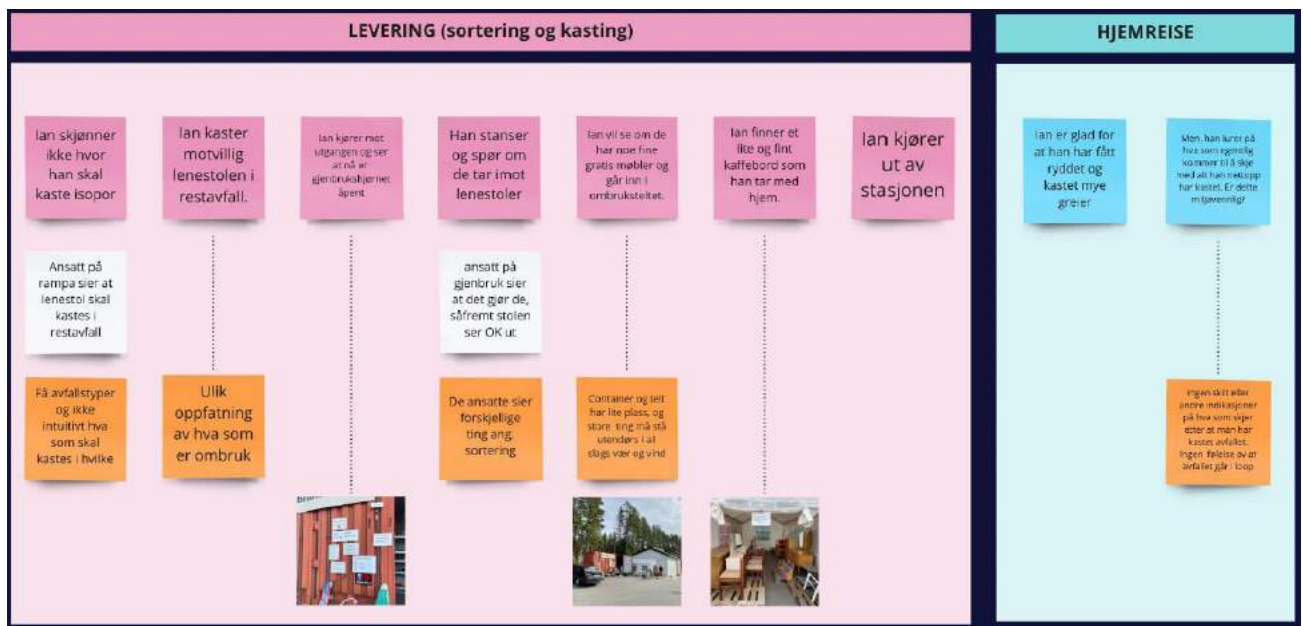 LEVERING (sortering og kasting)
HJEMREISE
Ian skjønner
ikke hvor
han skal
kaste isopor
Ian kaster
motvillig
lenestolen i
restavfall.
Ian kjører mot
utgangen og ser
at nå er
gjenbrukshjørnet
åpent
Han stanser
og spør om
de tar imot
lenestoler
Ian vil se om de
har noe fine
gratis møbler og
går inn i
ombruksteltet.
Ian finner et
lite og fint
kaffebord som
han tar med
hjem.
Ian kjører
ut av
stasjonen
Ian er glad for
at han har fått
ryddet og
kastet mye
greier
Men, han lurer på
hva som egentlig
kommer til å skje
med alt han nettopp
har kastet. Er dette
miljøvennlig?
Ansatt på
rampa sier at
lenestol skal
kastes i
restavfall
ansatt på
gjenbruk sier
at det gjør de,
såfremt stolen
ser OK ut
Få avfallstyper
og ikke
intuitivt hva
som skal
kastes i hvilke
Ulik
oppfatning
av hva som
er ombruk
De ansatte sier
forskjellige
ting ang.
sortering
Container og telt
har lite plass, og
store ting må stå
utendørs i all
slags vær og vind
Ingen skilt eller
andre indikasjoner
på hva som skjer
etter at man har
kastet avfallet.
Ingen følelse av at
avfallet går i loop